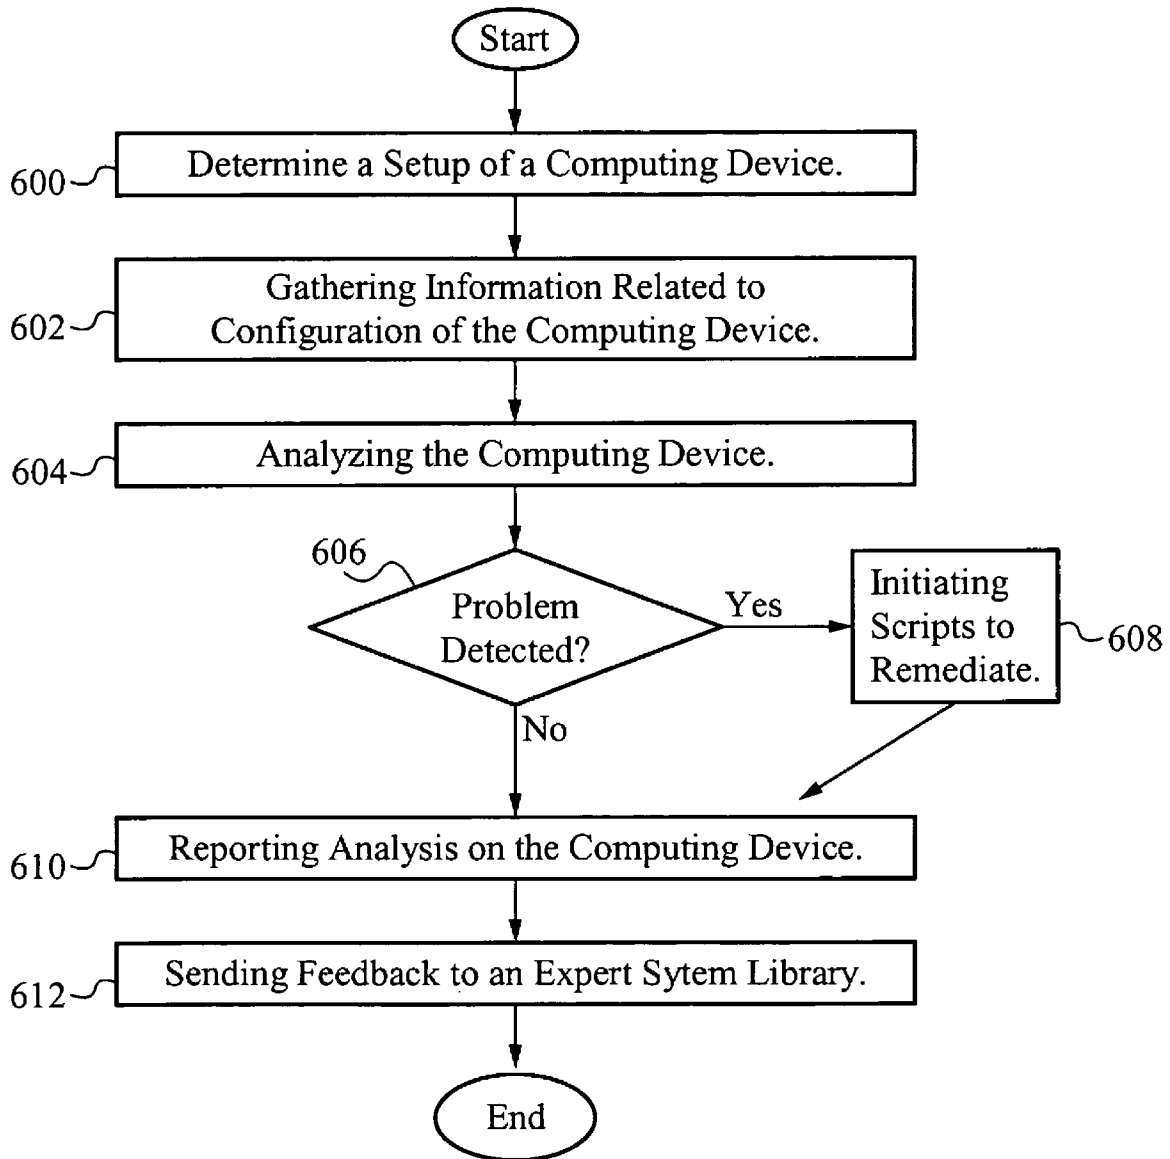 Start
600
Determine a Setup of a Computing Device.
602
Gathering Information Related to
Configuration of the Computing Device.
604
Analyzing the Computing Device.
606
Problem
Detected?
Yes
Initiating
Scripts to
Remediate.
608
No
610
Reporting Analysis on the Computing Device.
612
Sending Feedback to an Expert Sytem Library.
End